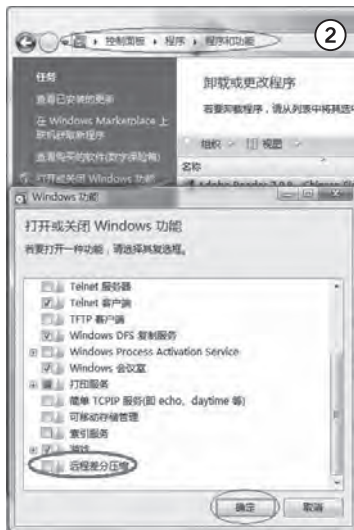 ②
控制面板 ▸ 程序 ▸ 程序和功能
任务
查看已安装的更新
在 Windows Marketplace 上
联机获取新程序
查看购买的软件(数字保险箱)
打开或关闭 Windows 功能
卸载或更改程序
若要卸载程序，请从列表中将其选
组织
视图
名称
Windows 功能
打开或关闭 Windows 功能
若要打开一种功能，请选择其复选框。
Telnet 服务器
Telnet 客户端
TFTP 客户端
Windows DFS 复制服务
Windows Process Activation Service
Windows 会议室
打印服务
简单 TCPIP 服务(即 echo、daytime 等)
可移动存储管理
索引服务
游戏
远程差分压缩
确定
取消